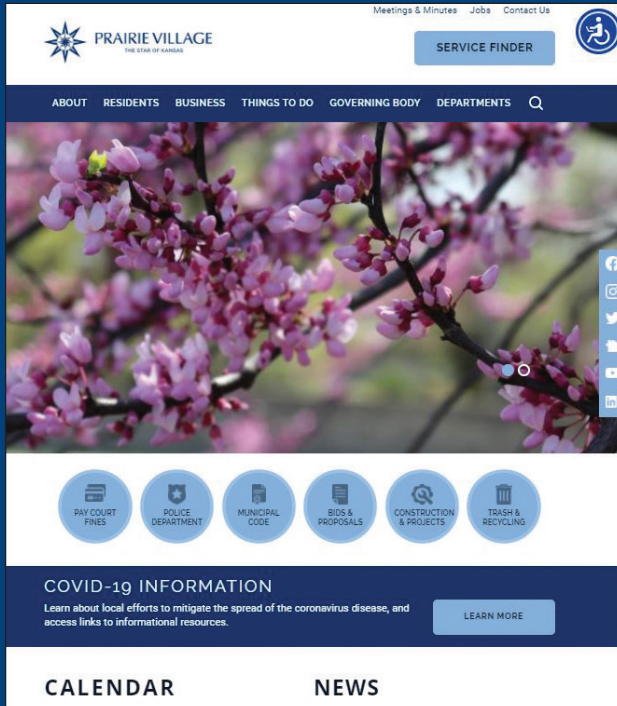 Meetings & Minutes Jobs Contact Us
PRAIRIE VILLAGE
THE STAR OF KANSAS
SERVICE FINDER
ABOUT RESIDENTS BUSINESS THINGS TO DO GOVERNING BODY DEPARTMENTS
PAY COURT
FINES
POLICE
DEPARTMENT
MUNICIPAL
CODE
BIDS &
PROPOSALS
CONSTRUCTION
& PROJECTS
TRASH &
RECYCLING
COVID-19 INFORMATION
Learn about local efforts to mitigate the spread of the coronavirus disease, and
access links to informational resources.
LEARN MORE
CALENDAR NEWS